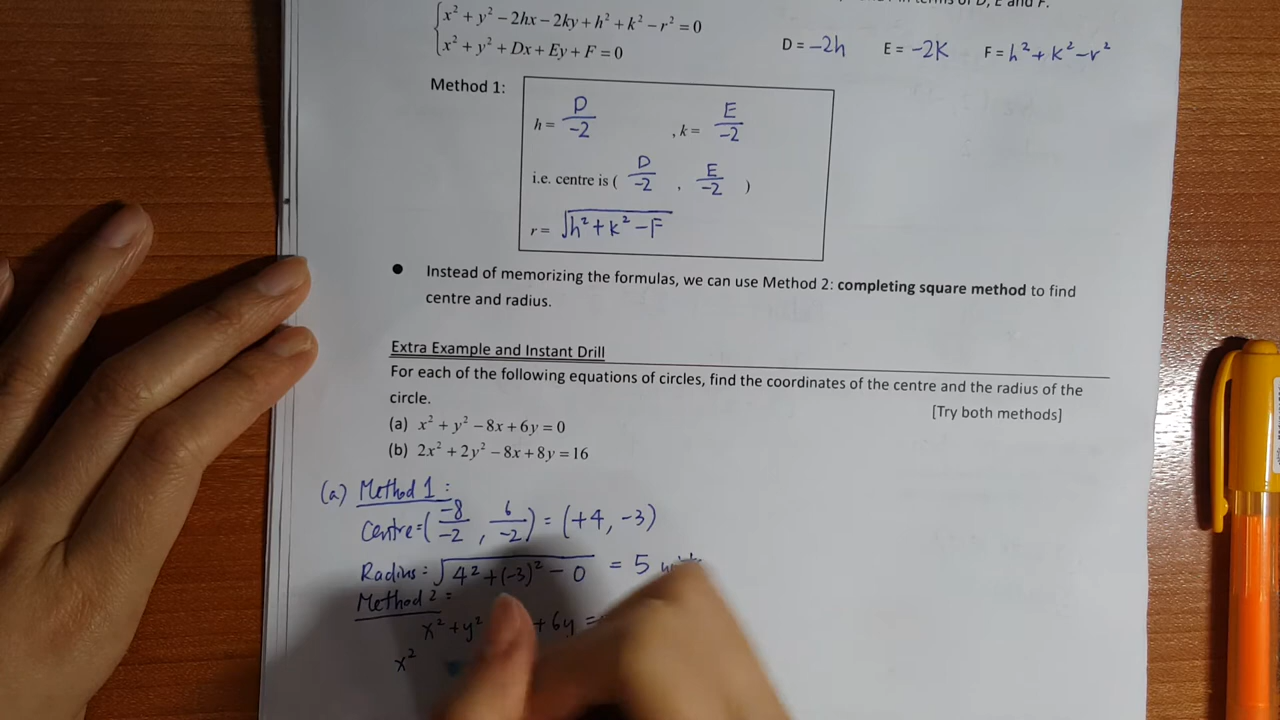 in terms of D, E and F.
x² + y² − 2hx − 2ky + h² + k² − r² = 0
x² + y² + Dx + Ey + F = 0
D = −2h E = −2k F = h² + k² − r²
Method 1:
h = D/−2 , k = E/−2
i.e. centre is ( D/−2 , E/−2 )
r = √(h² + k² − F)
● Instead of memorizing the formulas, we can use Method 2: completing square method to find
centre and radius.
Extra Example and Instant Drill
For each of the following equations of circles, find the coordinates of the centre and the radius of the
circle. [Try both methods]
(a) x² + y² − 8x + 6y = 0
(b) 2x² + 2y² − 8x + 8y = 16
(a) Method 1:
Centre = (−8/−2 , 6/−2) = (+4, −3)
Radius = √(4² + (−3)² − 0) = 5
Method 2:
x² + y² + 6y =
x²